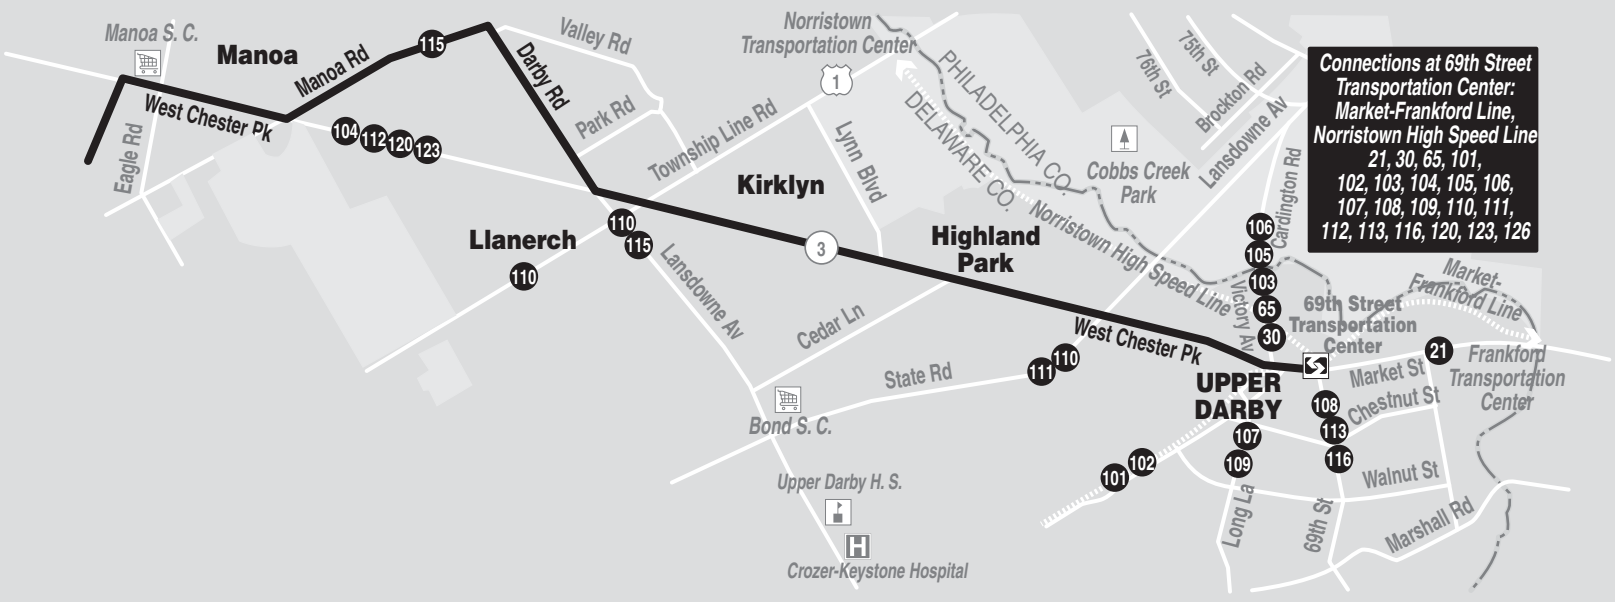 Manoa S. C.
Manoa
Manoa Rd
115
Darby Rd
Valley Rd
Park Rd
West Chester Pk
Eagle Rd
104
112
120
123
Norristown
Transportation Center
1
Township Line Rd
Lynn Blvd
Kirklyn
Llanerch
110
115
110
Lansdowne Av
3
Highland
Park
PHILADELPHIA CO.
DELAWARE CO.
Norristown High Speed Line
Cobbs Creek
Park
76th St
75th St
Brockton Rd
Lansdowne Av
Cardington Rd
Connections at 69th Street
Transportation Center:
Market-Frankford Line,
Norristown High Speed Line
21, 30, 65, 101,
102, 103, 104, 105, 106,
107, 108, 109, 110, 111,
112, 113, 116, 120, 123, 126
106
105
103
65
30
Victory Av
69th Street
Transportation
Center
Market-
Frankford Line
21
Frankford
Transportation
Center
Cedar Ln
State Rd
111
110
West Chester Pk
UPPER
DARBY
Market St
Chestnut St
108
113
116
107
109
102
101
Walnut St
Marshall Rd
Long La
69th St
Bond S. C.
Upper Darby H. S.
H
Crozer-Keystone Hospital